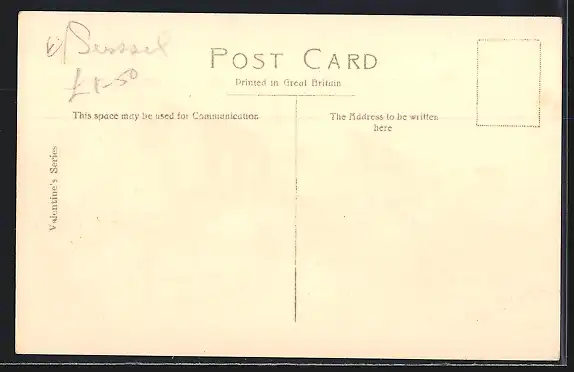 Sussex
£1-50
POST CARD
Printed in Great Britain
This space may be used for Communication
The Address to be written
here
Valentine's Series